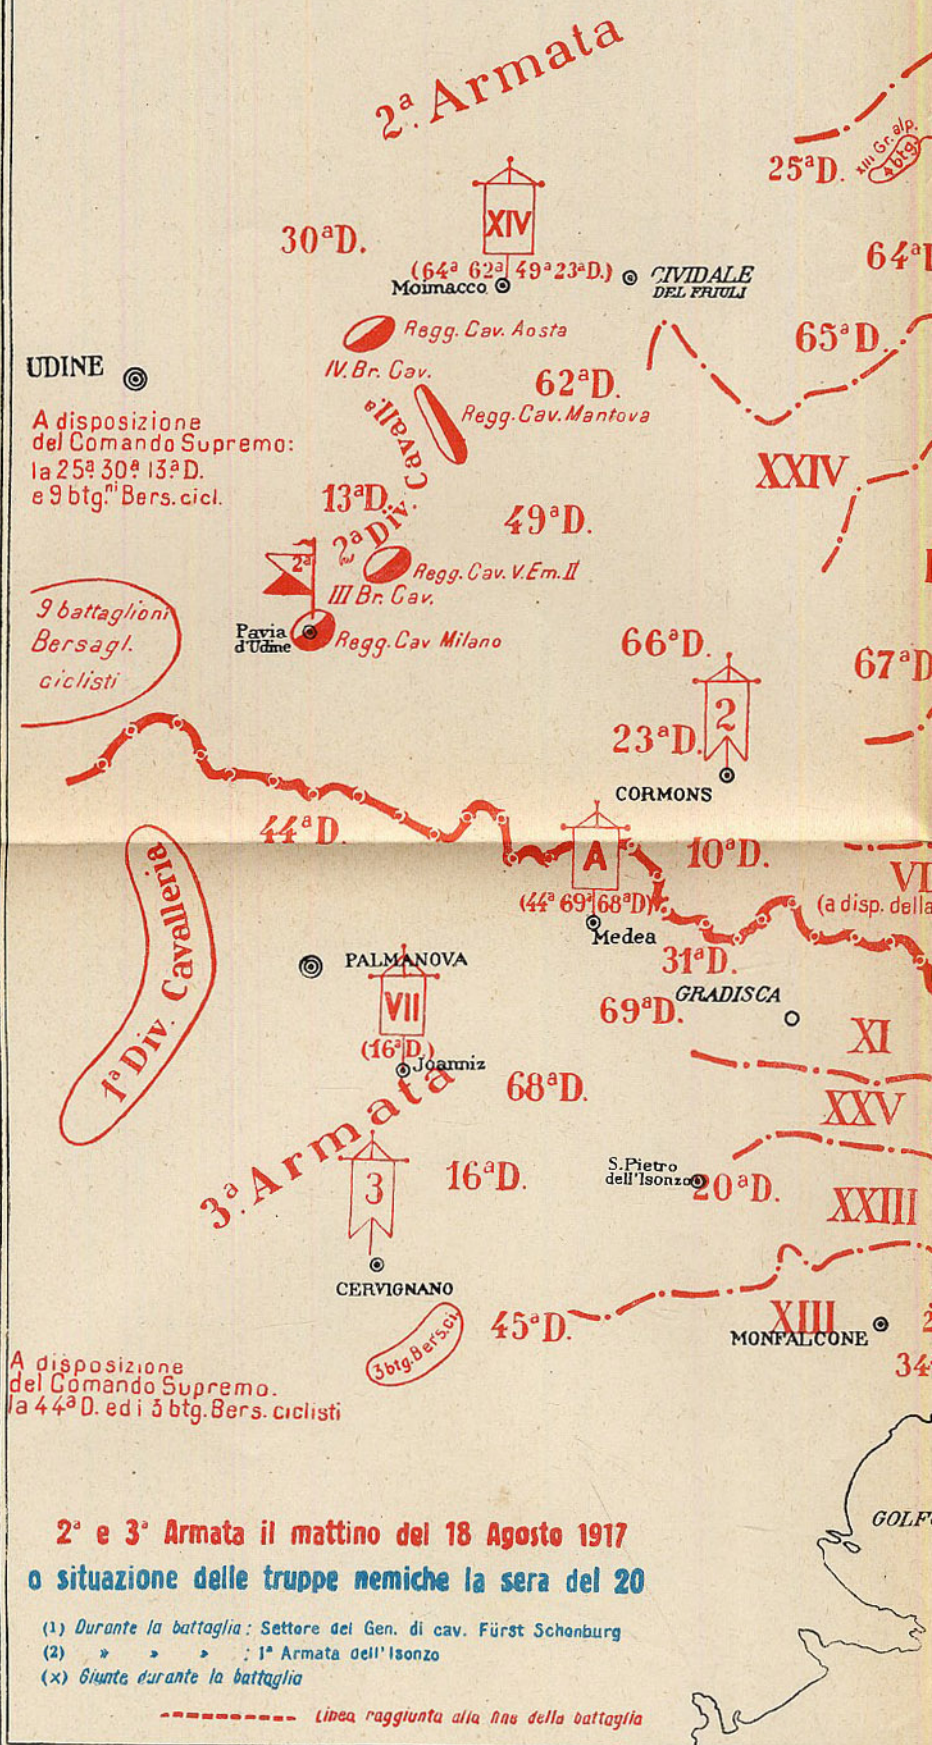 2ª Armata
XIII Gr. alp.
4 btg.
25ªD.
XIV
30ªD.
64ª
(64ª 62ª 49ª 23ªD.)
Moimacco
CIVIDALE
DEL FRIULI
Regg. Cav. Aosta
65ªD.
UDINE
IV. Br. Cav.
62ªD.
Regg. Cav. Mantova
A disposizione
del Comando Supremo:
la 25ª 30ª 13ªD.
e 9 btg.ni Bers. cicl.
2ª Div. Cavall.ª
XXIV
13ªD.
49ªD.
2ª
Regg. Cav. V. Em. II
III Br. Cav.
9 battaglioni
Bersagl.
ciclisti
Pavia
d'Udine
Regg. Cav Milano
66ªD.
67ªD
2
23ªD.
CORMONS
44ªD.
A
10ªD.
VI
(44ª 69ª 68ªD)
(a disp. della
Medea
1ª Div. Cavalleria
PALMANOVA
31ªD.
GRADISCA
VII
69ªD.
XI
(16ªD.)
Joanniz
68ªD.
XXV
3ª Armata
S. Pietro
dell'Isonzo
16ªD.
20ªD.
3
XXIII
CERVIGNANO
45ªD.
XIII
MONFALCONE
2
3 btg. Bers. ci.
34
A disposizione
del Comando Supremo.
la 44ªD. ed i 3 btg. Bers. ciclisti
GOLF
2ª e 3ª Armata il mattino del 18 Agosto 1917
o situazione delle truppe nemiche la sera del 20
(1) Durante la battaglia : Settore del Gen. di cav. Fürst Schonburg
(2) » » » : 1ª Armata dell'Isonzo
(x) Giunte durante la battaglia
Linea raggiunta alla fine della battaglia